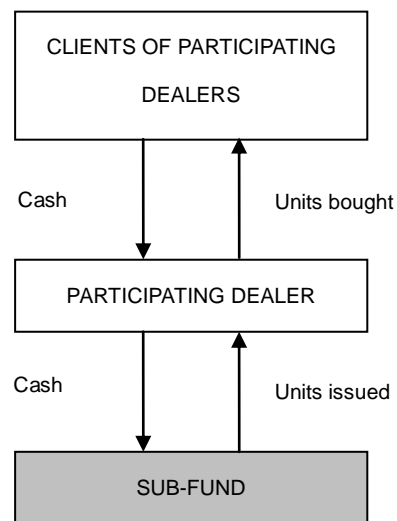 CLIENTS OF PARTICIPATING
DEALERS
Cash
Units bought
PARTICIPATING DEALER
Cash
Units issued
SUB-FUND